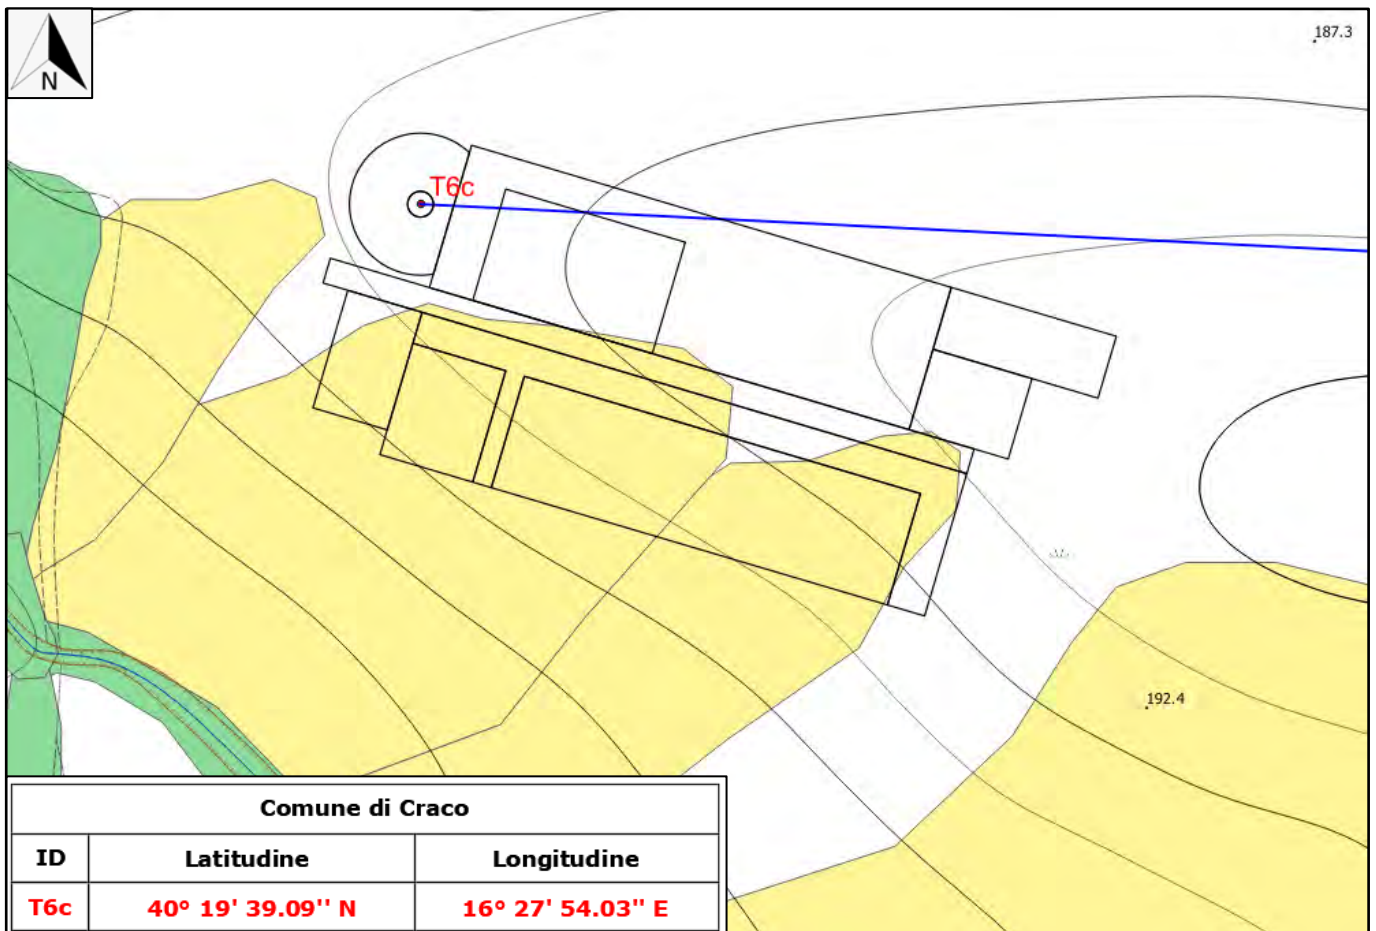 N
187.3
T6c
192.4
Comune di Craco
ID Latitudine Longitudine
T6c 40° 19' 39.09'' N 16° 27' 54.03'' E